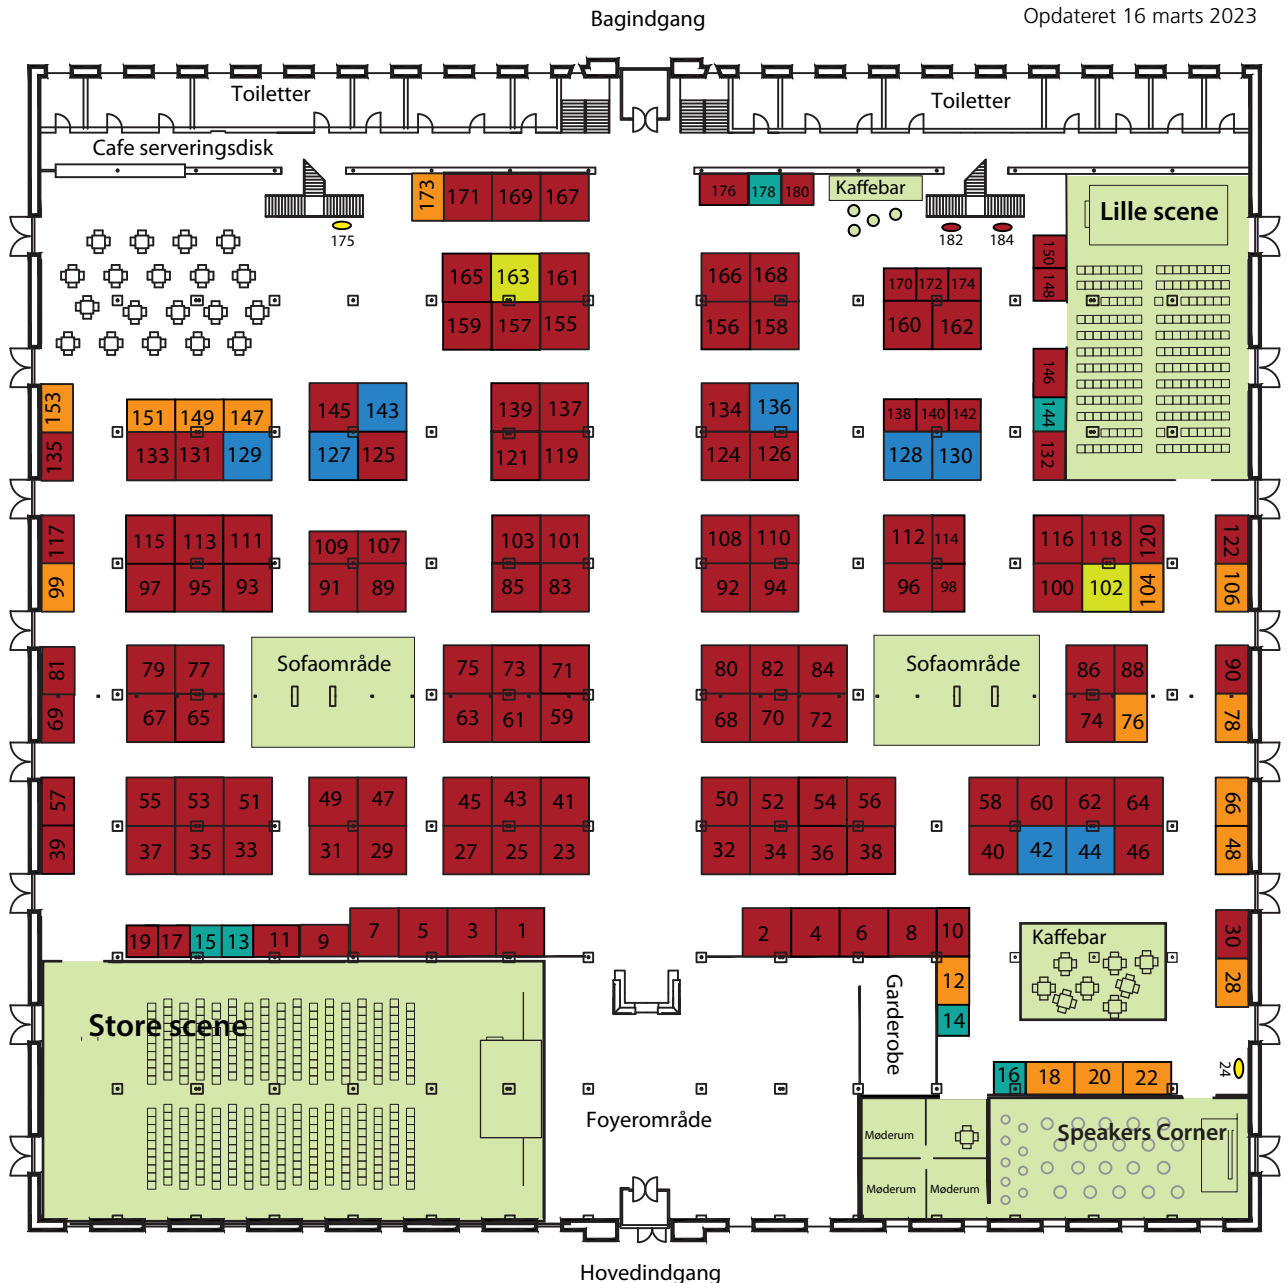 Bagindgang
Opdateret 16 marts 2023
Toiletter
Toiletter
Cafe serveringsdisk
173 171 169 167
176 178 180
Kaffebar
Lille scene
175
182 184
150
148
165 163 161
166 168
170 172 174
159 157 155
156 158
160 162
146
144
132
153
135
151 149 147
145 143
139 137
134 136
138 140 142
133 131 129
127 125
121 119
124 126
128 130
117
99
115 113 111
109 107
103 101
108 110
112 114
116 118 120
122
97 95 93
91 89
85 83
92 94
96 98
100 102 104
106
81
69
79 77
Sofaområde
75 73 71
80 82 84
Sofaområde
86 88
90
67 65
63 61 59
68 70 72
74 76
78
57
39
55 53 51
49 47
45 43 41
50 52 54 56
58 60 62 64
66
37 35 33
31 29
27 25 23
32 34 36 38
40 42 44 46
48
19 17 15 13 11 9 7 5 3 1
2 4 6 8 10
12
14
Kaffebar
30
28
Garderobe
Store scene
16 18 20 22
24
Foyerområde
Møderum
Møderum
Møderum
Speakers Corner
Hovedindgang